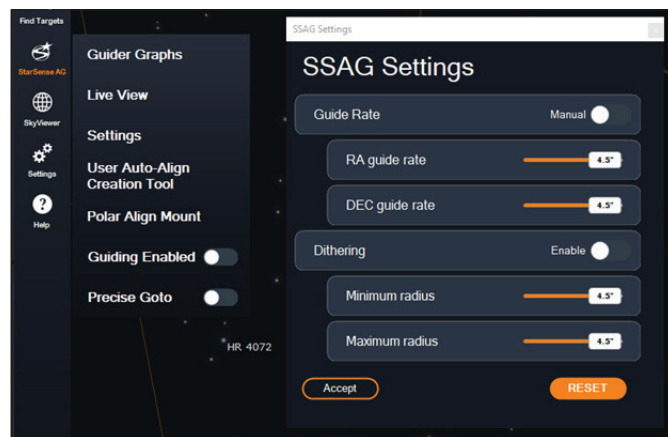 Find Targets
StarSense AG
SkyViewer
Settings
Help
Guider Graphs
Live View
Settings
User Auto-Align
Creation Tool
Polar Align Mount
Guiding Enabled
Precise Goto
HR 4072
SSAG Settings
SSAG Settings
Guide Rate Manual
RA guide rate 4.5"
DEC guide rate 4.5"
Dithering Enable
Minimum radius 4.5"
Maximum radius 4.5"
Accept RESET